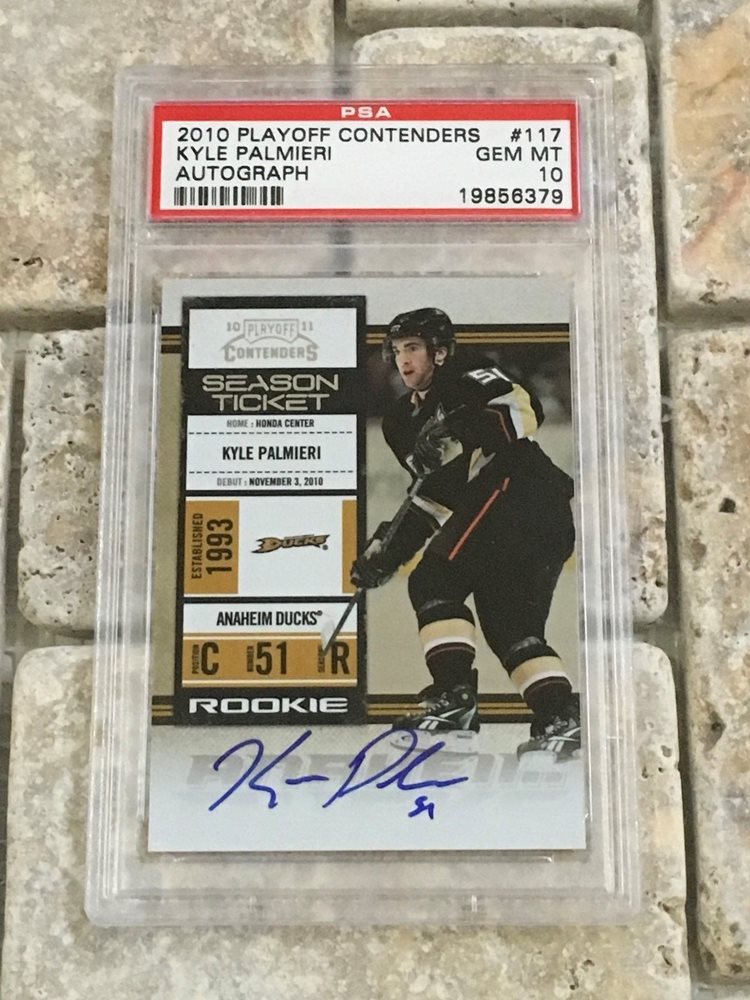 PSA
2010 PLAYOFF CONTENDERS #117
KYLE PALMIERI GEM MT
AUTOGRAPH 10
19856379
10 PLAYOFF 11
CONTENDERS
SEASON
TICKET
HOME : HONDA CENTER
KYLE PALMIERI
DEBUT : NOVEMBER 3, 2010
ESTABLISHED
1993
DUCKS
ANAHEIM DUCKS®
POSITION C NUMBER 51 R
ROOKIE
51
51